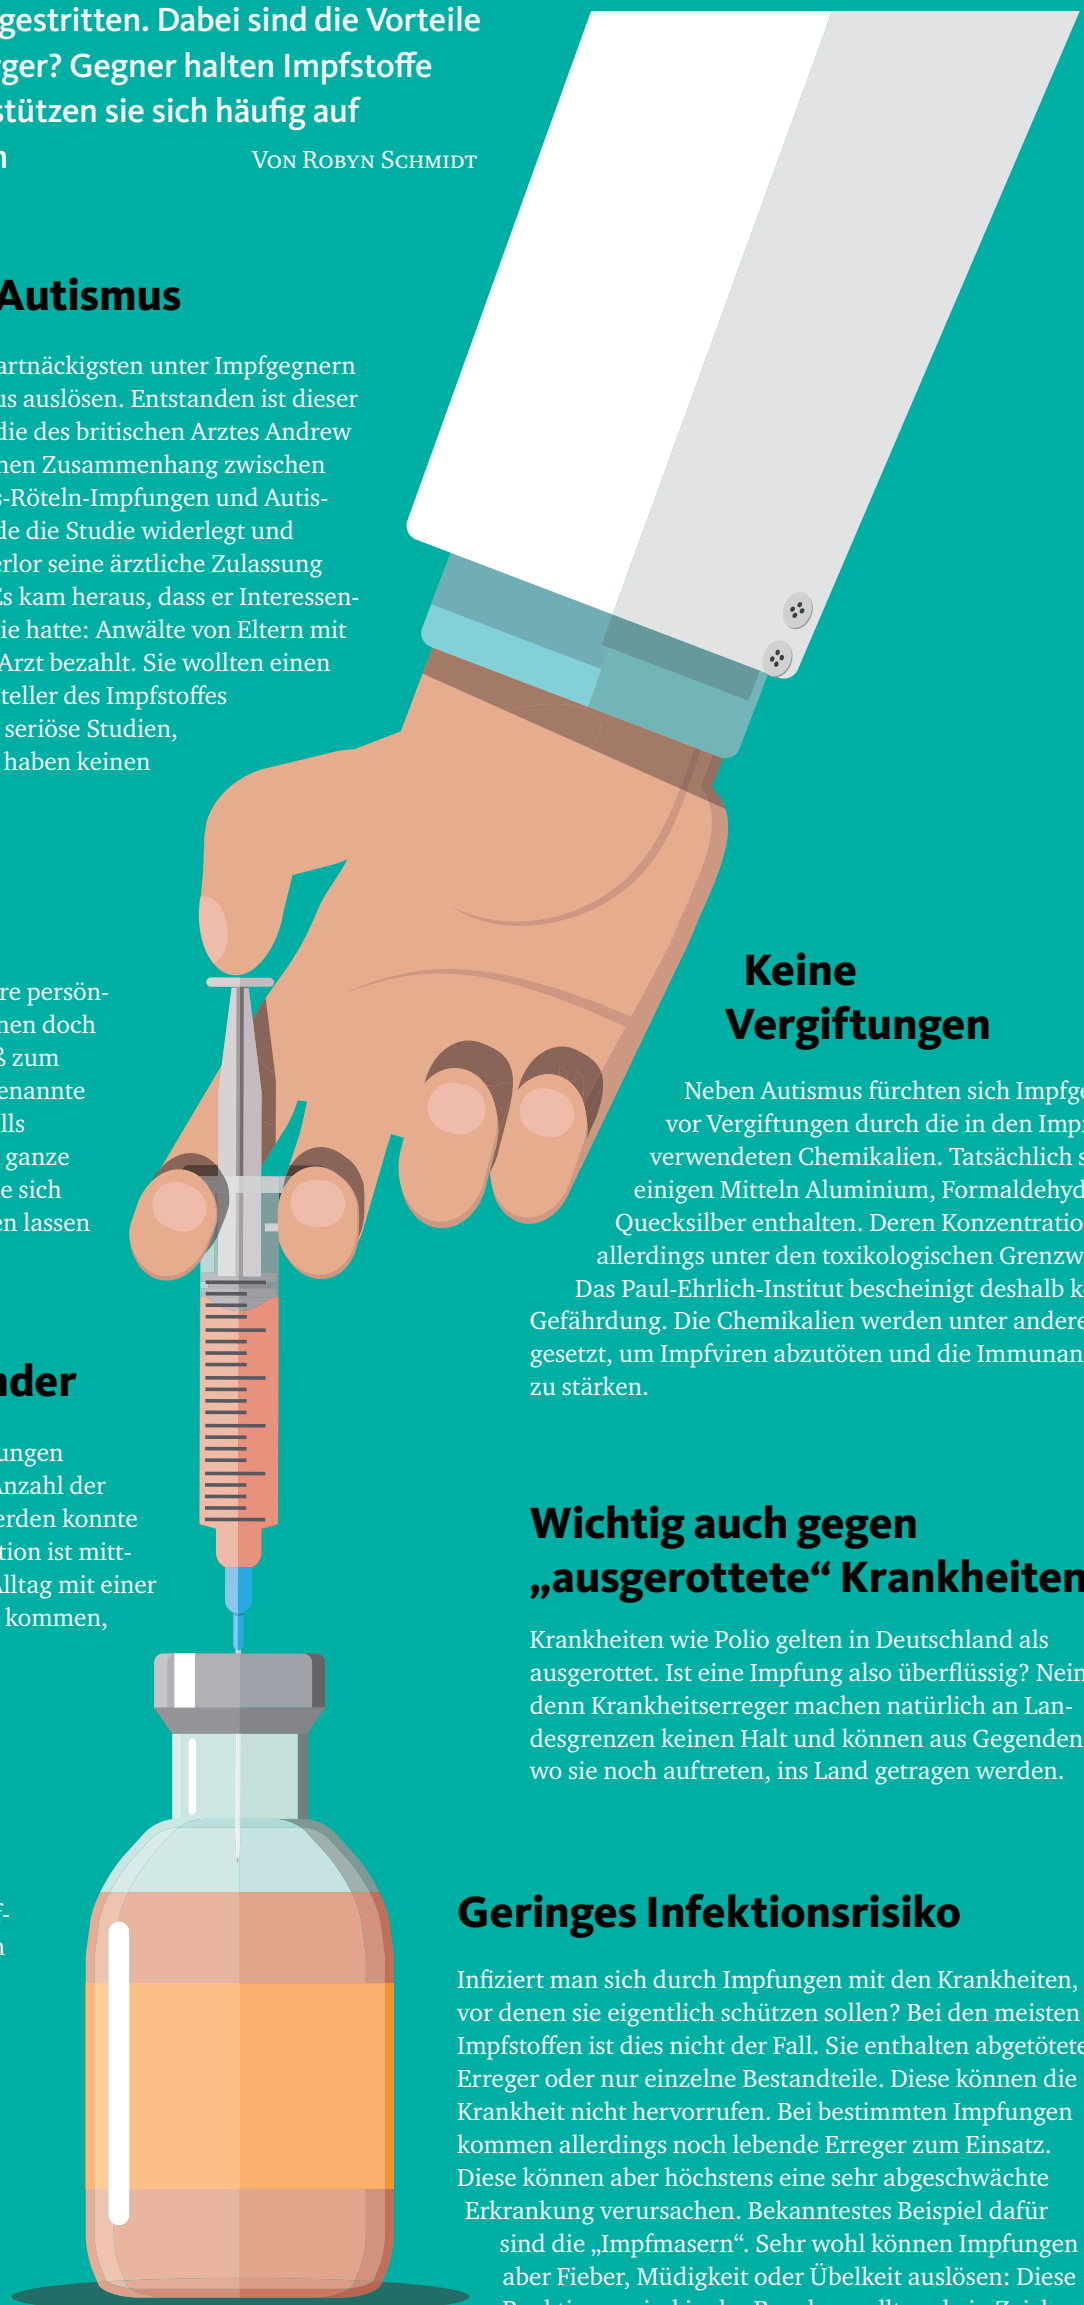 gestritten. Dabei sind die Vorteile
ger? Gegner halten Impfstoffe
stützen sie sich häufig auf
VON ROBYN SCHMIDT
Autismus
artnäckigsten unter Impfgegnern
us auslösen. Entstanden ist dieser
die des britischen Arztes Andrew
nen Zusammenhang zwischen
s-Röteln-Impfungen und Autis-
de die Studie widerlegt und
erlor seine ärztliche Zulassung
Es kam heraus, dass er Interessen-
ie hatte: Anwälte von Eltern mit
Arzt bezahlt. Sie wollten einen
teller des Impfstoffes
seriöse Studien,
haben keinen
re persön-
hen doch
ß zum
enannte
lls
ganze
e sich
en lassen
nder
ungen
Anzahl der
erden konnte
tion ist mitt-
Alltag mit einer
kommen,
f-
n
Keine
Vergiftungen
Neben Autismus fürchten sich Impfge
vor Vergiftungen durch die in den Impf
verwendeten Chemikalien. Tatsächlich s
einigen Mitteln Aluminium, Formaldehyd
Quecksilber enthalten. Deren Konzentratio
allerdings unter den toxikologischen Grenzw
Das Paul-Ehrlich-Institut bescheinigt deshalb k
Gefährdung. Die Chemikalien werden unter andere
gesetzt, um Impfviren abzutöten und die Immunan
zu stärken.
Wichtig auch gegen
„ausgerottete“ Krankheiten
Krankheiten wie Polio gelten in Deutschland als
ausgerottet. Ist eine Impfung also überflüssig? Nein
denn Krankheitserreger machen natürlich an Lan-
desgrenzen keinen Halt und können aus Gegenden
wo sie noch auftreten, ins Land getragen werden.
Geringes Infektionsrisiko
Infiziert man sich durch Impfungen mit den Krankheiten,
vor denen sie eigentlich schützen sollen? Bei den meisten
Impfstoffen ist dies nicht der Fall. Sie enthalten abgetötete
Erreger oder nur einzelne Bestandteile. Diese können die
Krankheit nicht hervorrufen. Bei bestimmten Impfungen
kommen allerdings noch lebende Erreger zum Einsatz.
Diese können aber höchstens eine sehr abgeschwächte
Erkrankung verursachen. Bekanntestes Beispiel dafür
sind die „Impfmasern“. Sehr wohl können Impfungen
aber Fieber, Müdigkeit oder Übelkeit auslösen: Diese